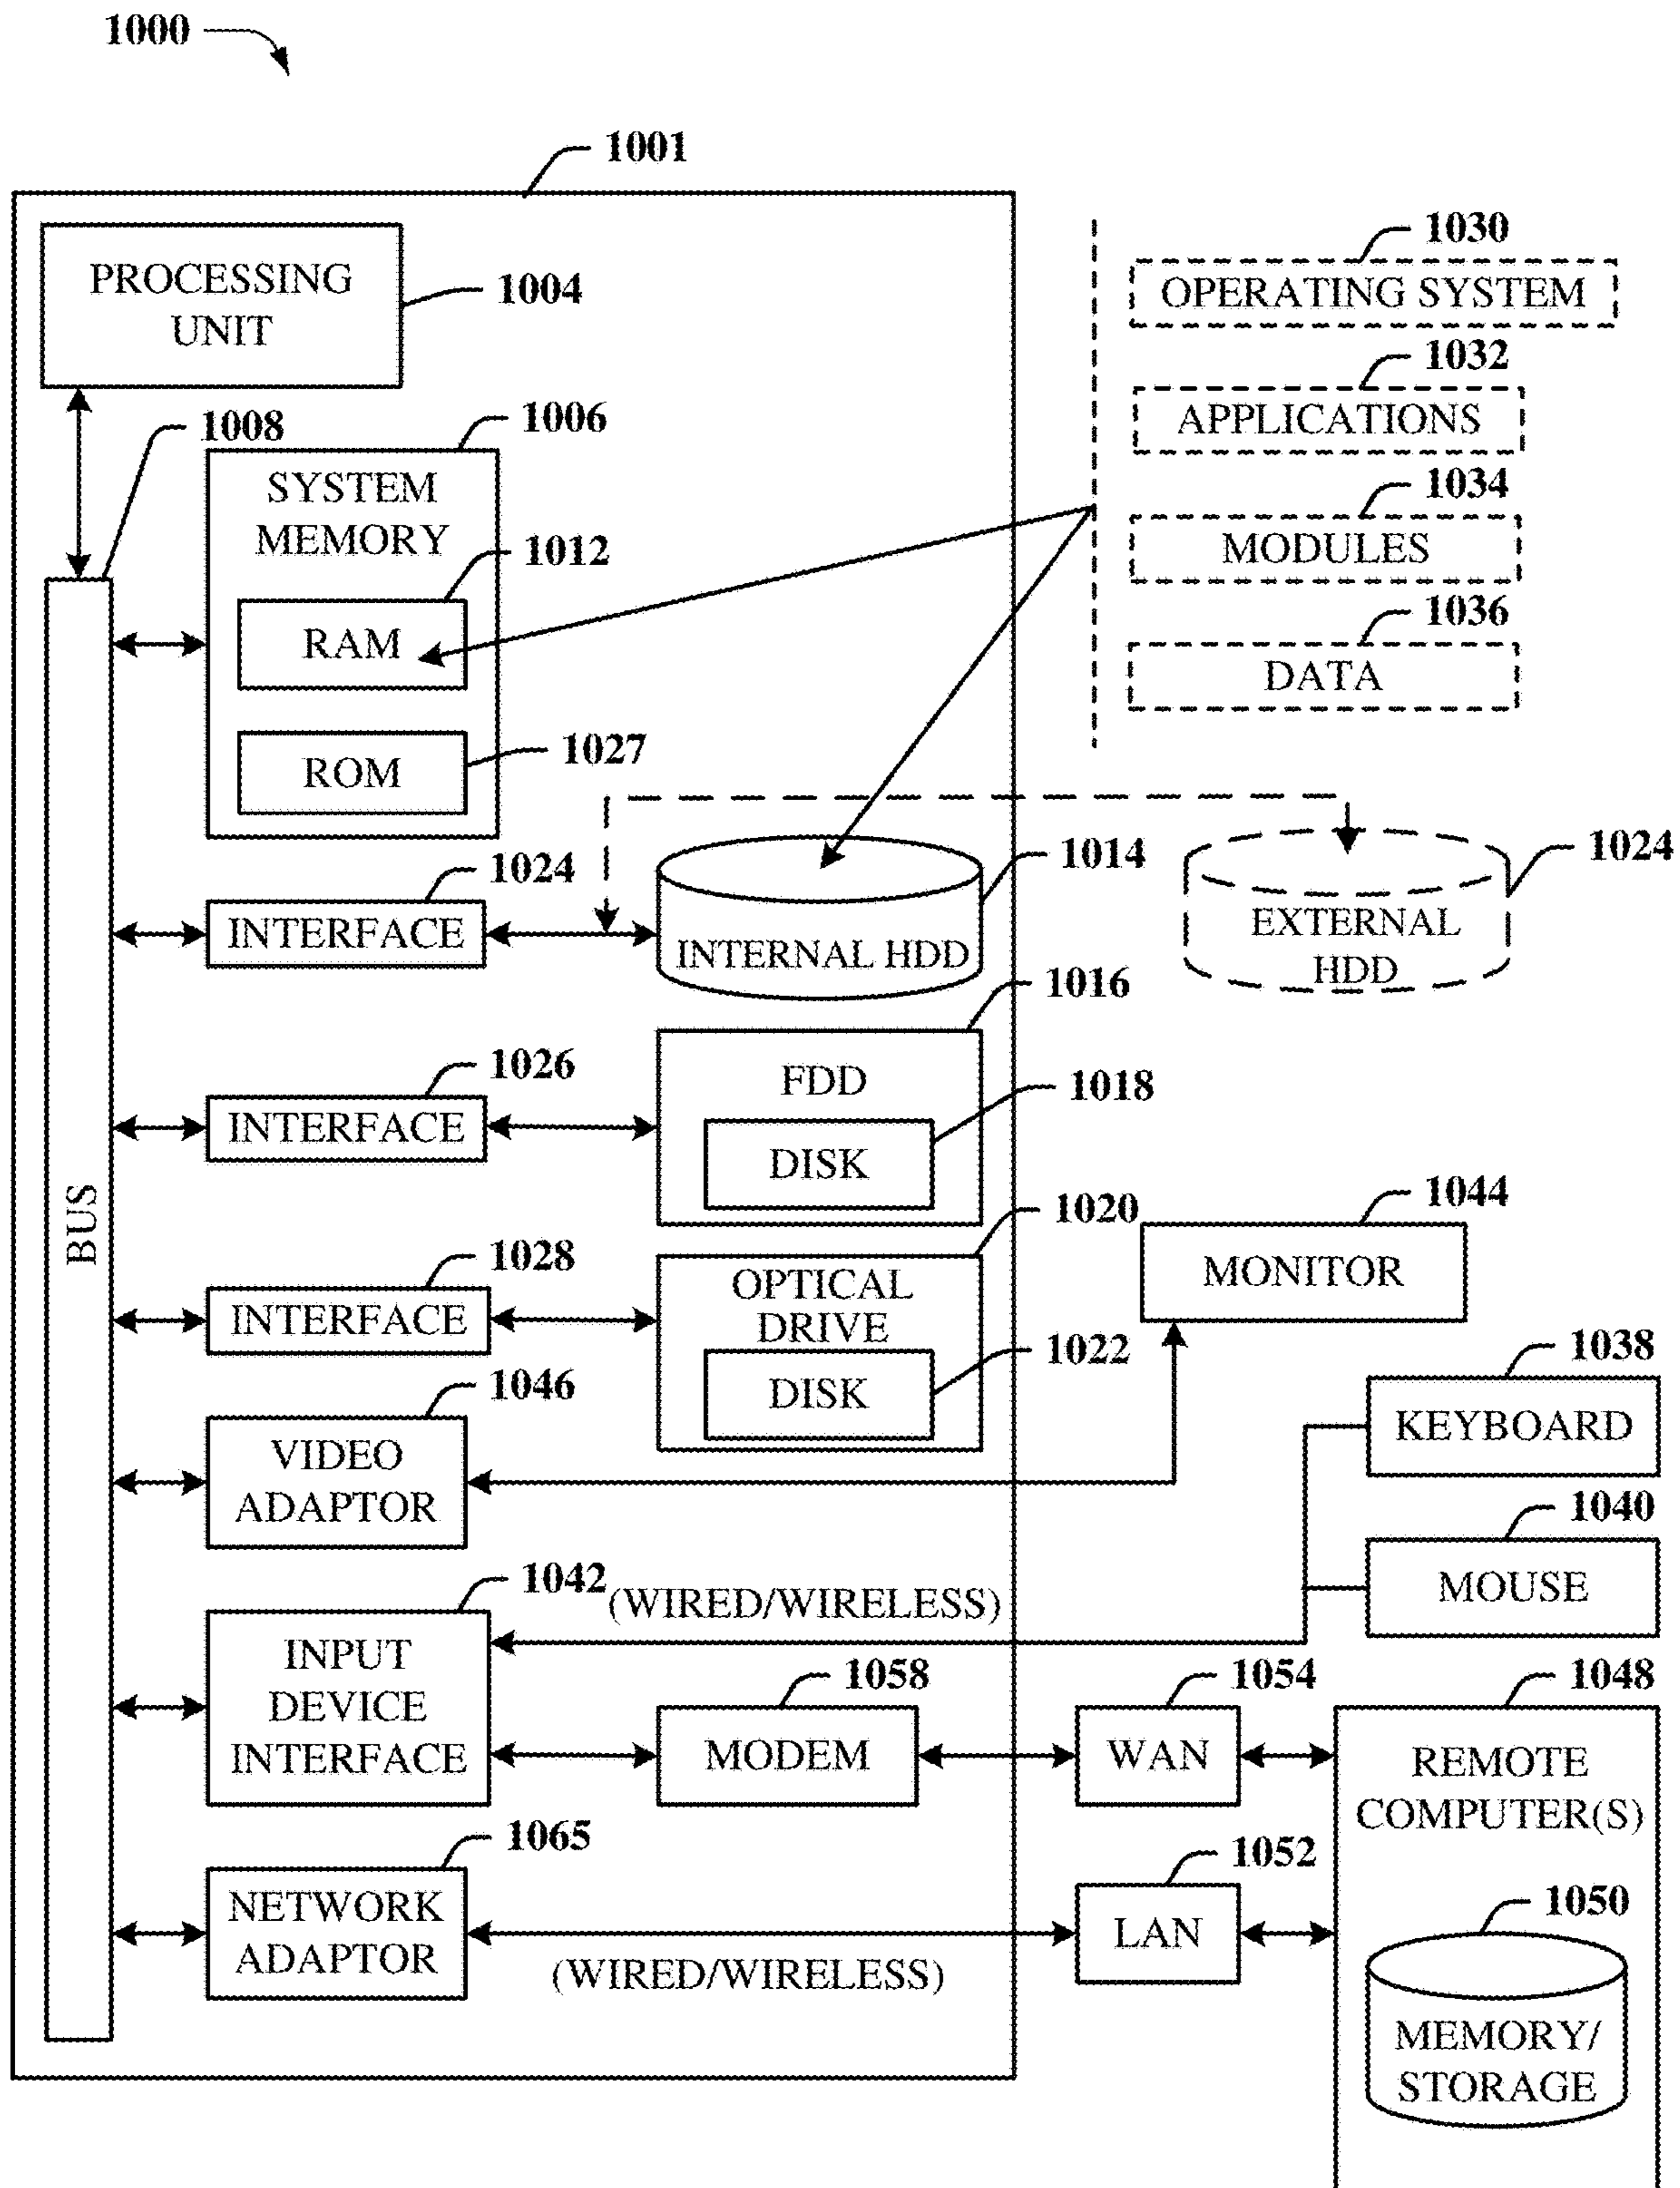 1000
1001
PROCESSING
UNIT
1004
1030
OPERATING SYSTEM
1032
APPLICATIONS
1034
MODULES
1036
DATA
1008
1006
SYSTEM
MEMORY
1012
RAM
1027
ROM
1024
INTERFACE
1014
INTERNAL HDD
1024
EXTERNAL
HDD
1026
INTERFACE
1016
FDD
1018
DISK
BUS
1028
INTERFACE
1020
OPTICAL
DRIVE
1022
DISK
1044
MONITOR
1046
VIDEO
ADAPTOR
1038
KEYBOARD
1040
MOUSE
1042
(WIRED/WIRELESS)
INPUT
DEVICE
INTERFACE
1058
MODEM
1054
WAN
1048
REMOTE
COMPUTER(S)
1065
NETWORK
ADAPTOR
(WIRED/WIRELESS)
1052
LAN
1050
MEMORY/
STORAGE